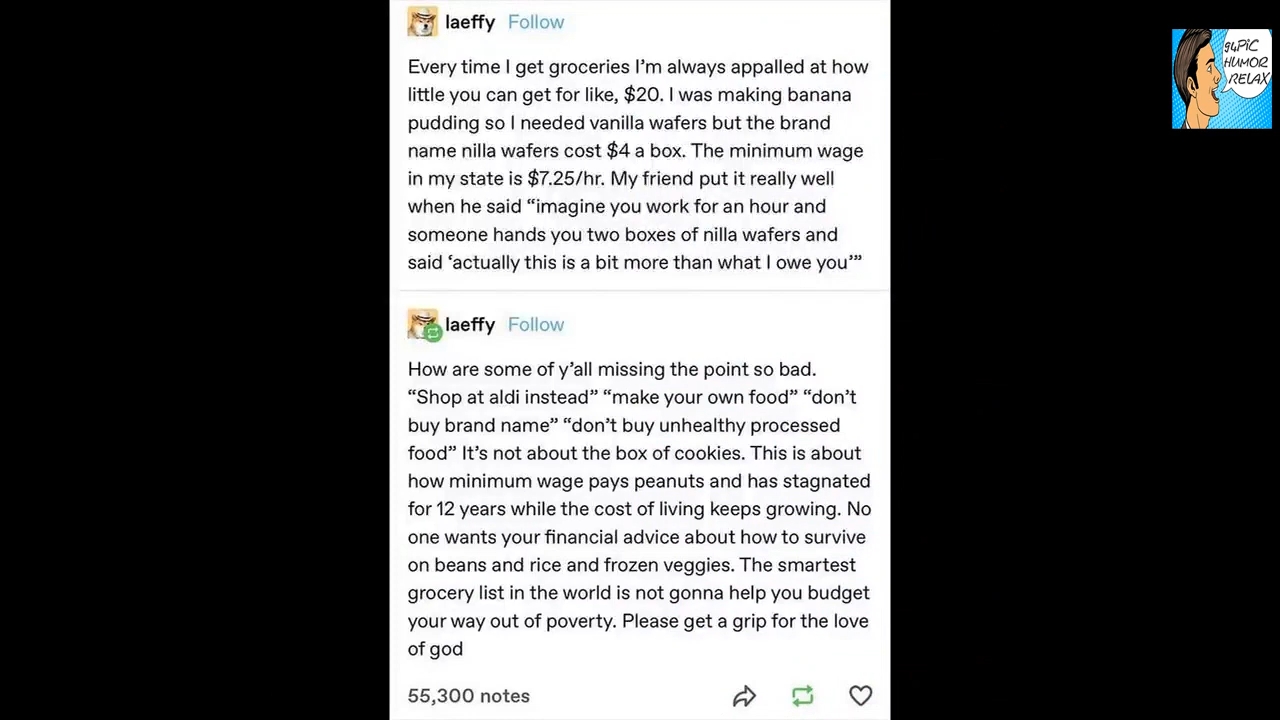 laeffy Follow
Every time I get groceries I’m always appalled at how
little you can get for like, $20. I was making banana
pudding so I needed vanilla wafers but the brand
name nilla wafers cost $4 a box. The minimum wage
in my state is $7.25/hr. My friend put it really well
when he said “imagine you work for an hour and
someone hands you two boxes of nilla wafers and
said ‘actually this is a bit more than what I owe you’”
laeffy Follow
How are some of y’all missing the point so bad.
“Shop at aldi instead” “make your own food” “don’t
buy brand name” “don’t buy unhealthy processed
food” It’s not about the box of cookies. This is about
how minimum wage pays peanuts and has stagnated
for 12 years while the cost of living keeps growing. No
one wants your financial advice about how to survive
on beans and rice and frozen veggies. The smartest
grocery list in the world is not gonna help you budget
your way out of poverty. Please get a grip for the love
of god
55,300 notes
94PiC
HUMOR
RELAX